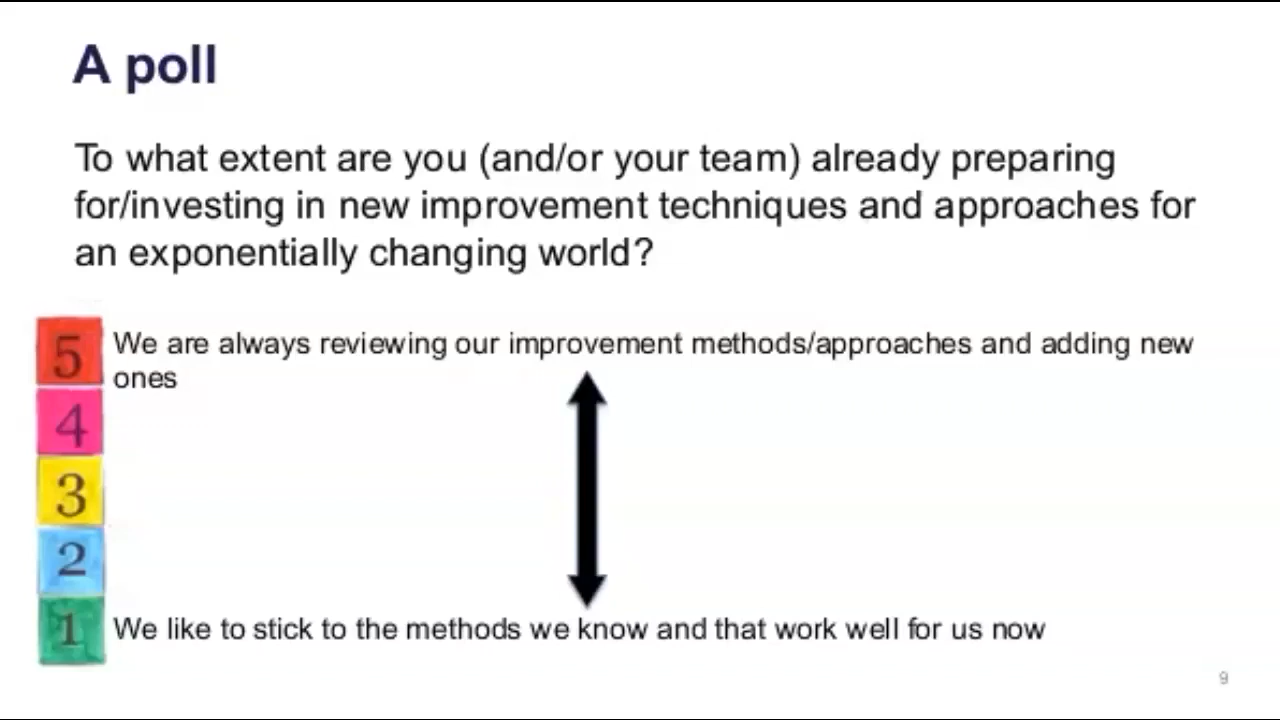 A poll
To what extent are you (and/or your team) already preparing
for/investing in new improvement techniques and approaches for
an exponentially changing world?
5 We are always reviewing our improvement methods/approaches and adding new
ones
4
3
2
1 We like to stick to the methods we know and that work well for us now
9